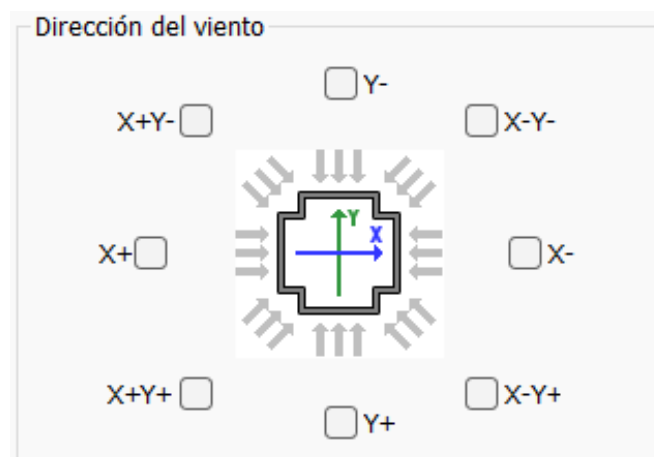 Dirección del viento
Y-
X+Y-
X-Y-
Y
X
X+
X-
X+Y+
X-Y+
Y+